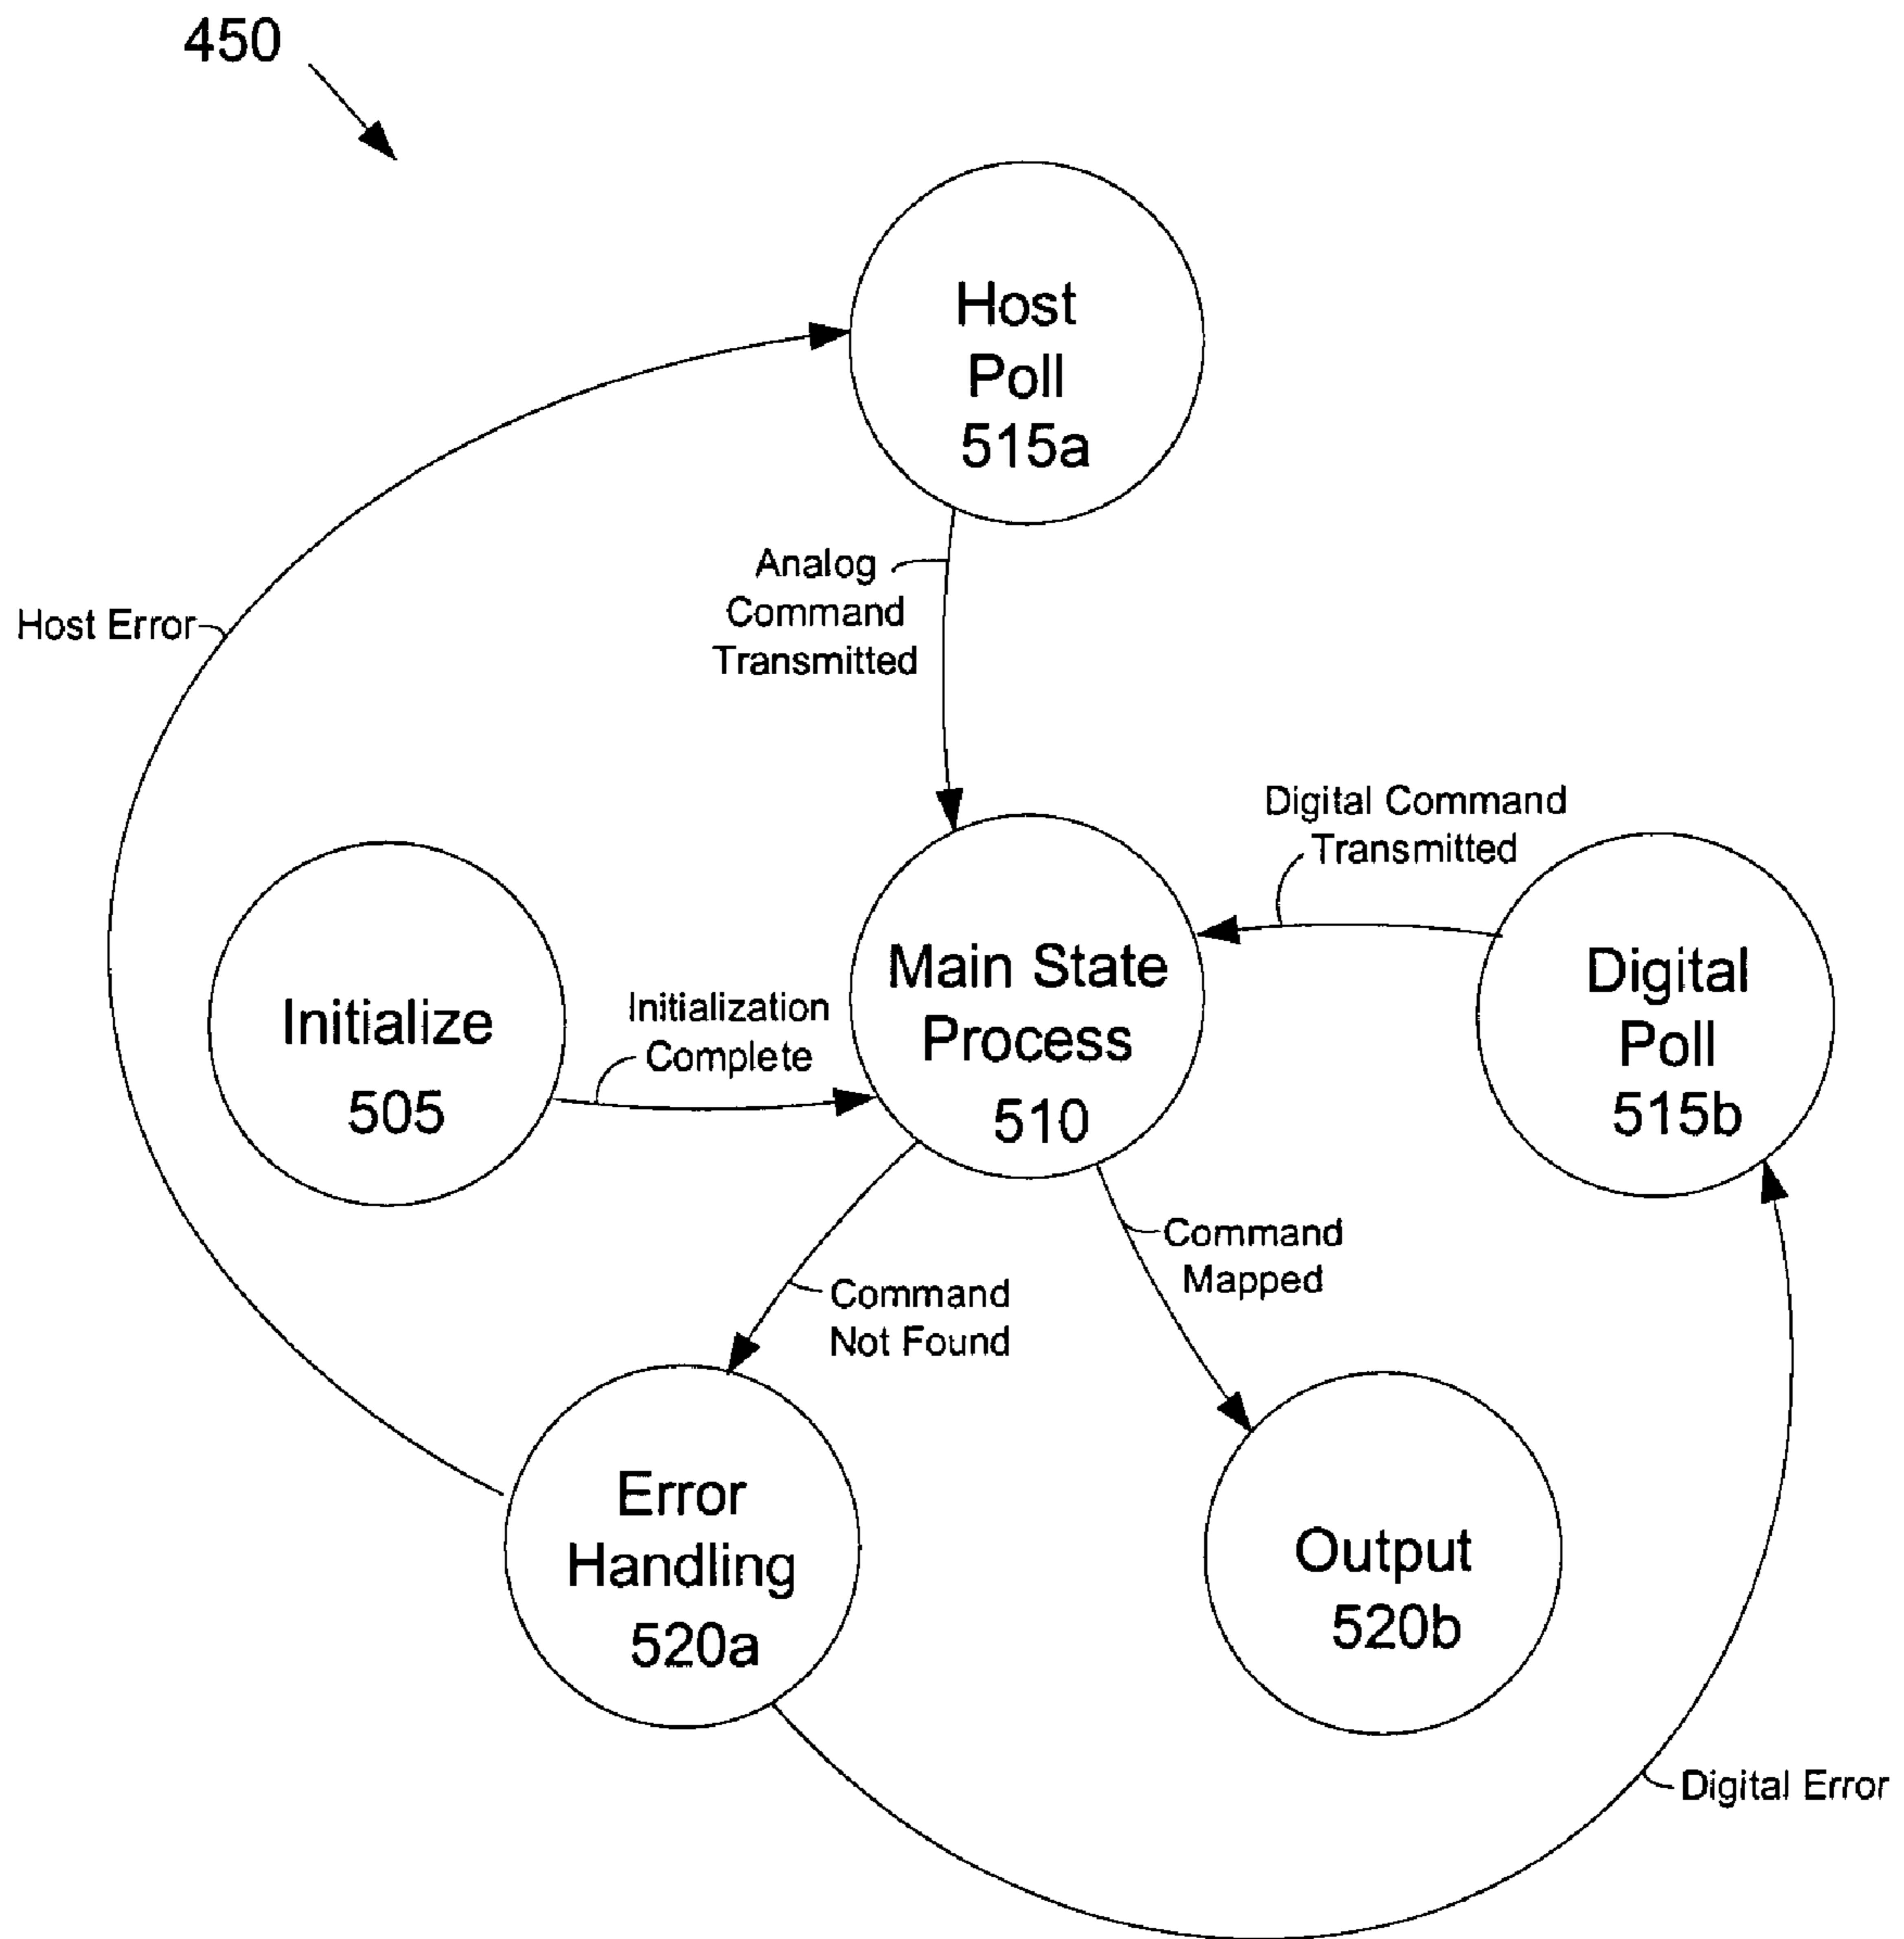 450
Host
Poll
515a
Analog
Command
Transmitted
Host Error
Digital Command
Transmitted
Initialize
505
Initialization
Complete
Main State
Process
510
Digital
Poll
515b
Command
Mapped
Command
Not Found
Error
Handling
520a
Output
520b
Digital Error